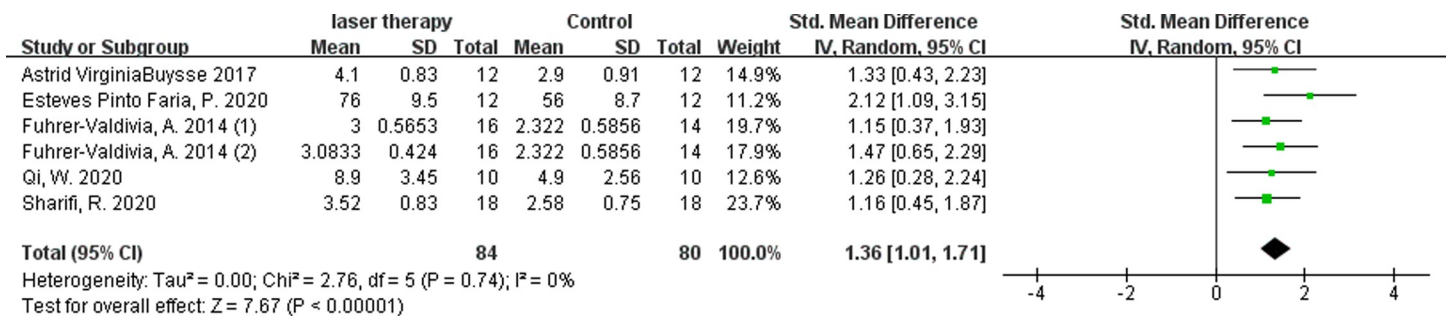 laser therapy Control Std. Mean Difference Std. Mean Difference
Study or Subgroup Mean SD Total Mean SD Total Weight IV, Random, 95% CI IV, Random, 95% CI
Astrid VirginiaBuysse 2017 4.1 0.83 12 2.9 0.91 12 14.9% 1.33 [0.43, 2.23]
Esteves Pinto Faria, P. 2020 76 9.5 12 56 8.7 12 11.2% 2.12 [1.09, 3.15]
Fuhrer-Valdivia, A. 2014 (1) 3 0.5653 16 2.322 0.5856 14 19.7% 1.15 [0.37, 1.93]
Fuhrer-Valdivia, A. 2014 (2) 3.0833 0.424 16 2.322 0.5856 14 17.9% 1.47 [0.65, 2.29]
Qi, W. 2020 8.9 3.45 10 4.9 2.56 10 12.6% 1.26 [0.28, 2.24]
Sharifi, R. 2020 3.52 0.83 18 2.58 0.75 18 23.7% 1.16 [0.45, 1.87]
Total (95% CI) 84 80 100.0% 1.36 [1.01, 1.71]
Heterogeneity: Tau² = 0.00; Chi² = 2.76, df = 5 (P = 0.74); I² = 0%
Test for overall effect: Z = 7.67 (P < 0.00001)
-4 -2 0 2 4